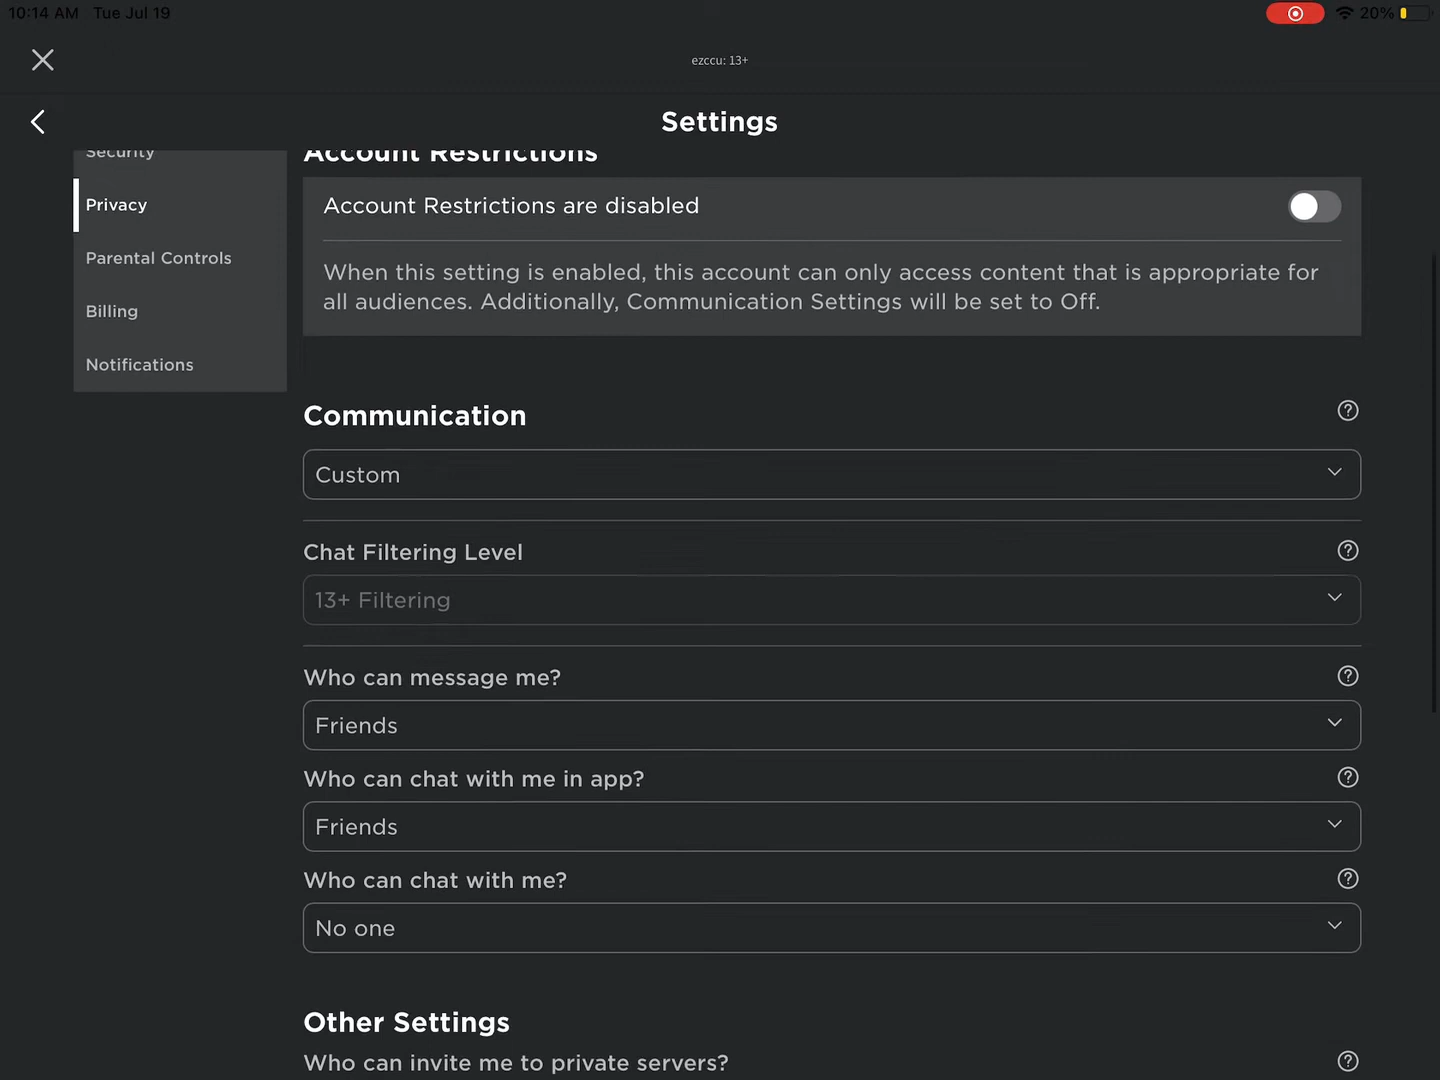 10:14 AM Tue Jul 19
20%
ezccu: 13+
Settings
Security
Privacy
Parental Controls
Billing
Notifications
Account Restrictions
Account Restrictions are disabled
When this setting is enabled, this account can only access content that is appropriate for
all audiences. Additionally, Communication Settings will be set to Off.
Communication
Custom
Chat Filtering Level
13+ Filtering
Who can message me?
Friends
Who can chat with me in app?
Friends
Who can chat with me?
No one
Other Settings
Who can invite me to private servers?